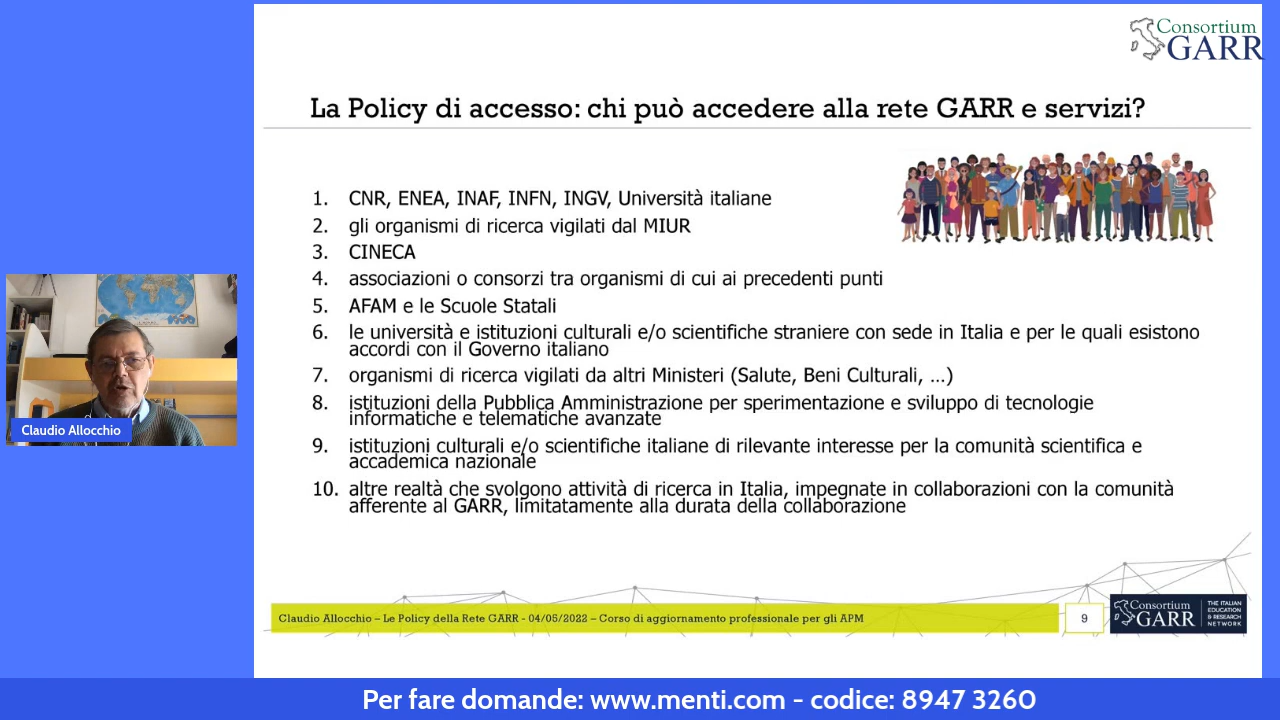 Consortium
GARR
La Policy di accesso: chi può accedere alla rete GARR e servizi?
1. CNR, ENEA, INAF, INFN, INGV, Università italiane
2. gli organismi di ricerca vigilati dal MIUR
3. CINECA
4. associazioni o consorzi tra organismi di cui ai precedenti punti
5. AFAM e le Scuole Statali
6. le università e istituzioni culturali e/o scientifiche straniere con sede in Italia e per le quali esistono
accordi con il Governo italiano
7. organismi di ricerca vigilati da altri Ministeri (Salute, Beni Culturali, …)
8. istituzioni della Pubblica Amministrazione per sperimentazione e sviluppo di tecnologie
informatiche e telematiche avanzate
9. istituzioni culturali e/o scientifiche italiane di rilevante interesse per la comunità scientifica e
accademica nazionale
10. altre realtà che svolgono attività di ricerca in Italia, impegnate in collaborazioni con la comunità
afferente al GARR, limitatamente alla durata della collaborazione
Claudio Allocchio
Claudio Allocchio – Le Policy della Rete GARR - 04/05/2022 – Corso di aggiornamento professionale per gli APM
9
Consortium
GARR
THE ITALIAN
EDUCATION
& RESEARCH
NETWORK
Per fare domande: www.menti.com - codice: 8947 3260